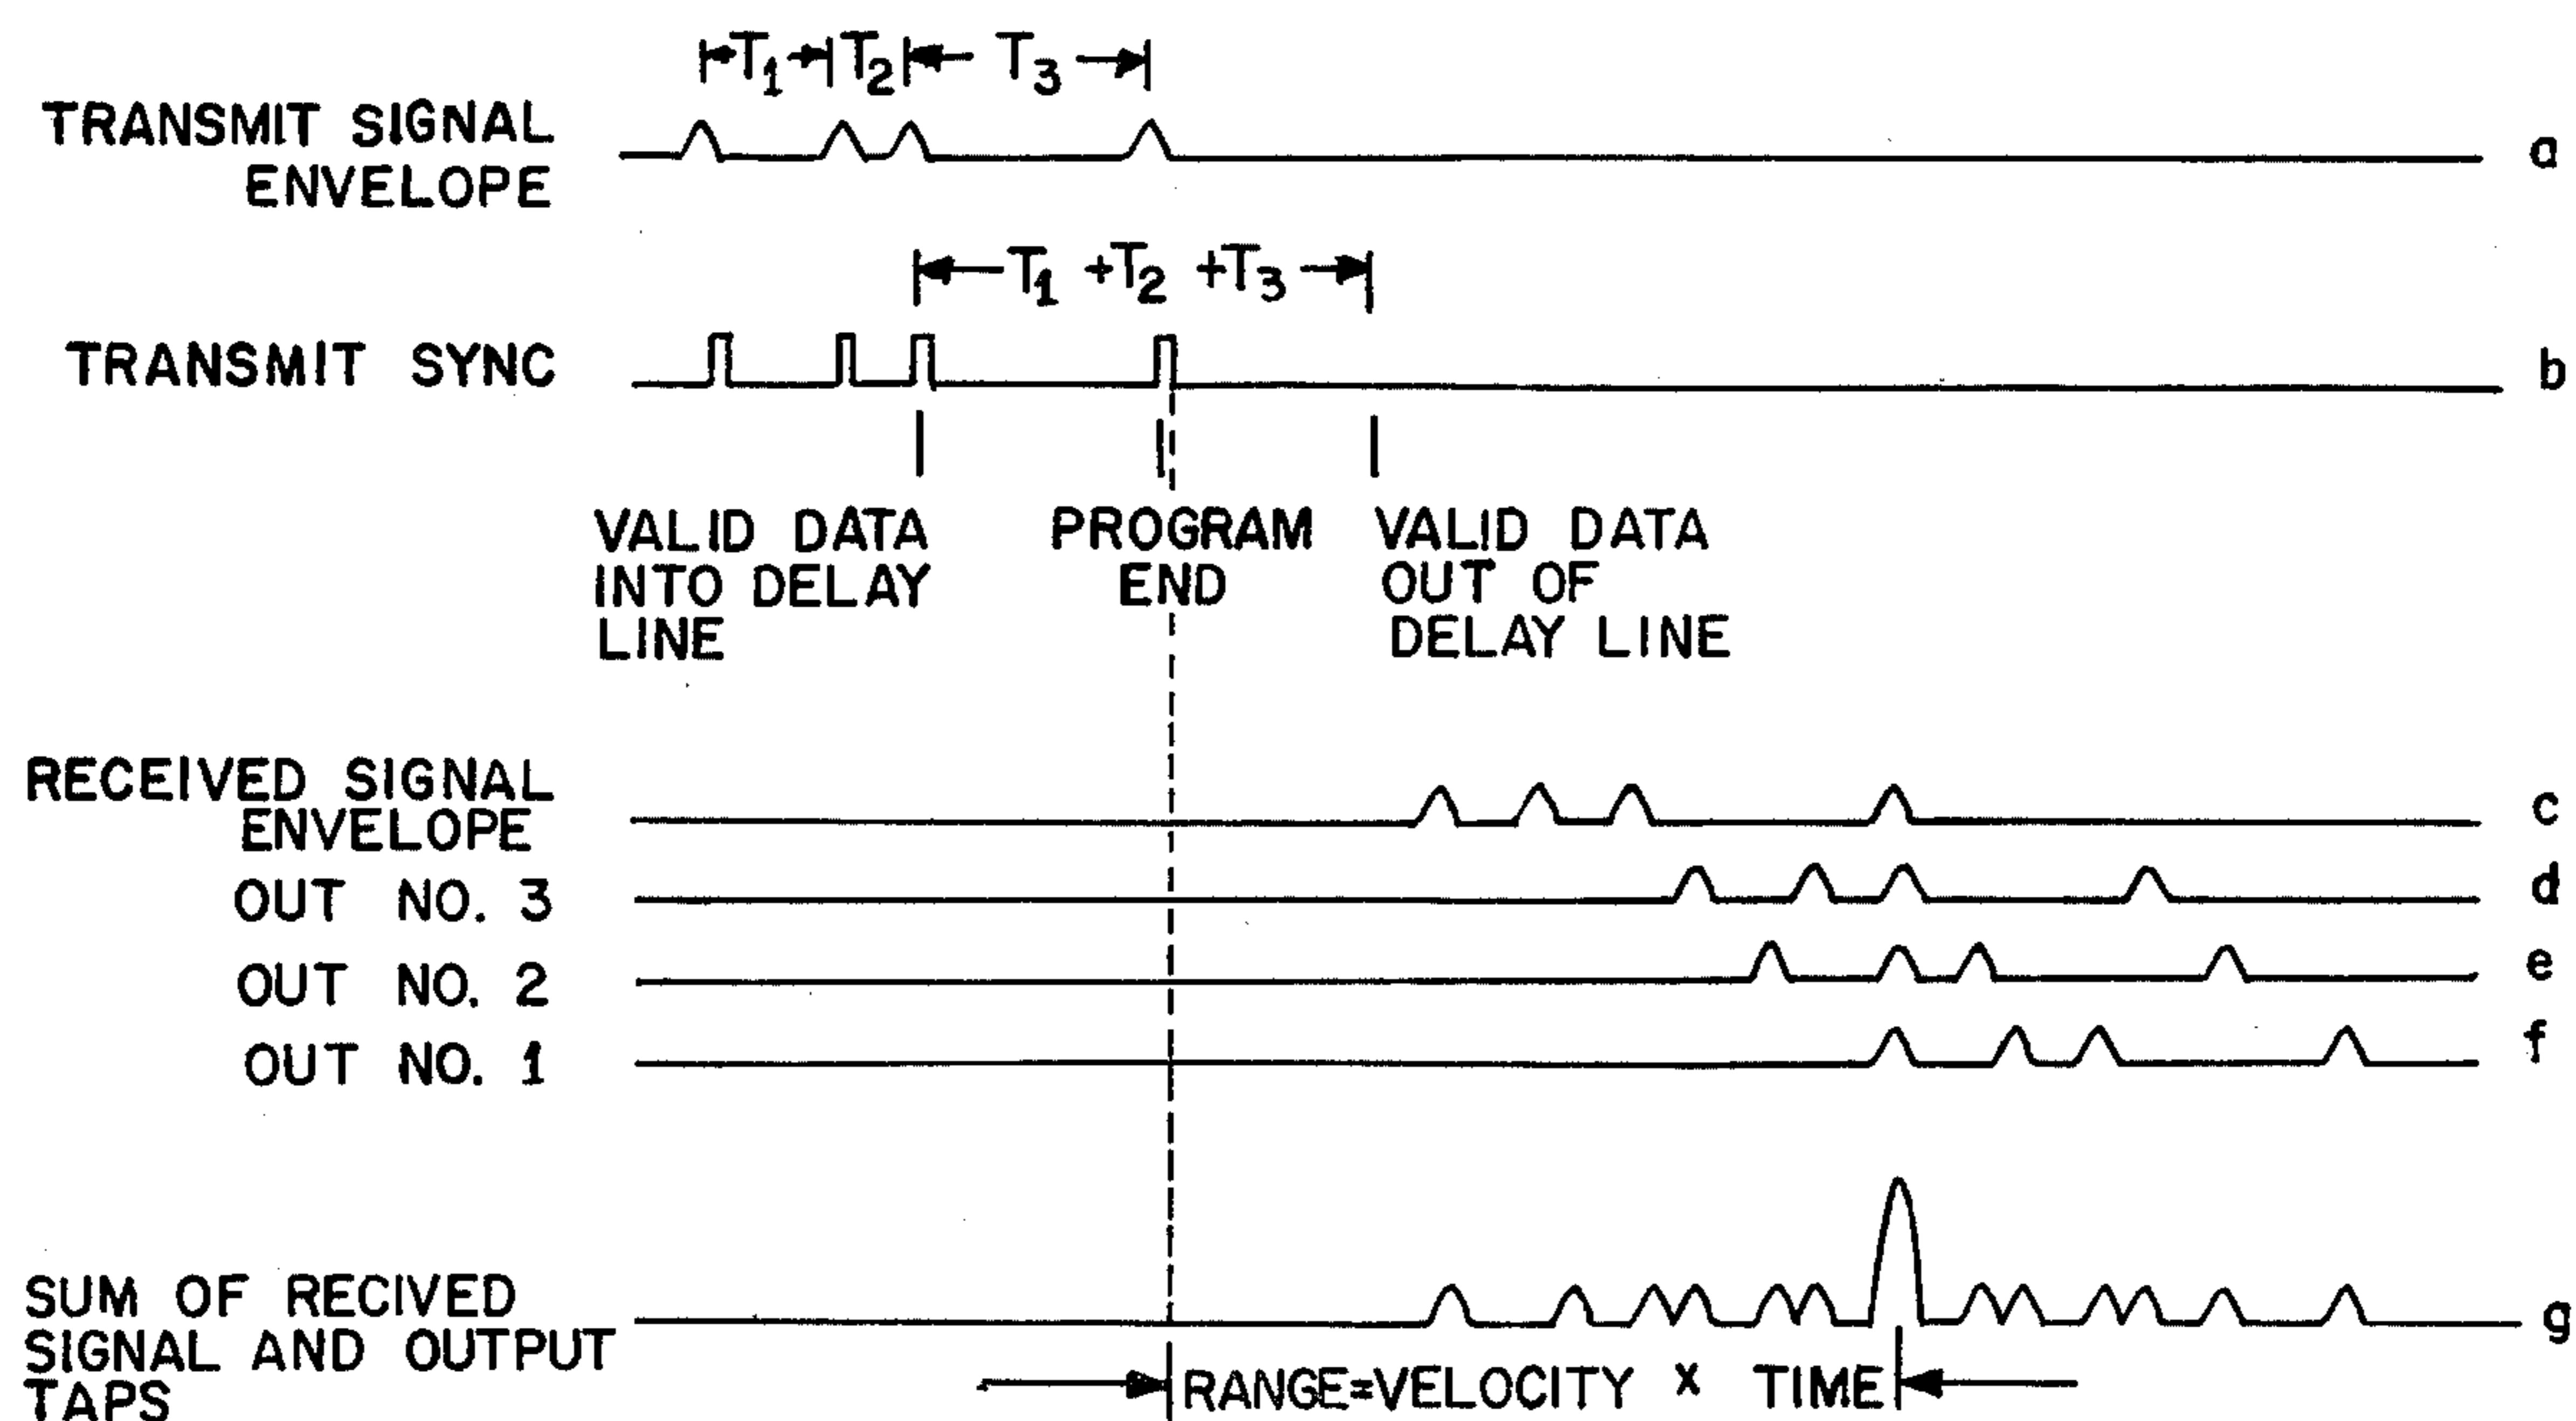 T1 T2 T3
TRANSMIT SIGNAL
ENVELOPE
a
T1 +T2 +T3
TRANSMIT SYNC
b
VALID DATA
INTO DELAY
LINE
PROGRAM
END
VALID DATA
OUT OF
DELAY LINE
RECEIVED SIGNAL
ENVELOPE
c
OUT NO. 3
d
OUT NO. 2
e
OUT NO. 1
f
SUM OF RECIVED
SIGNAL AND OUTPUT
TAPS
g
RANGE=VELOCITY X TIME